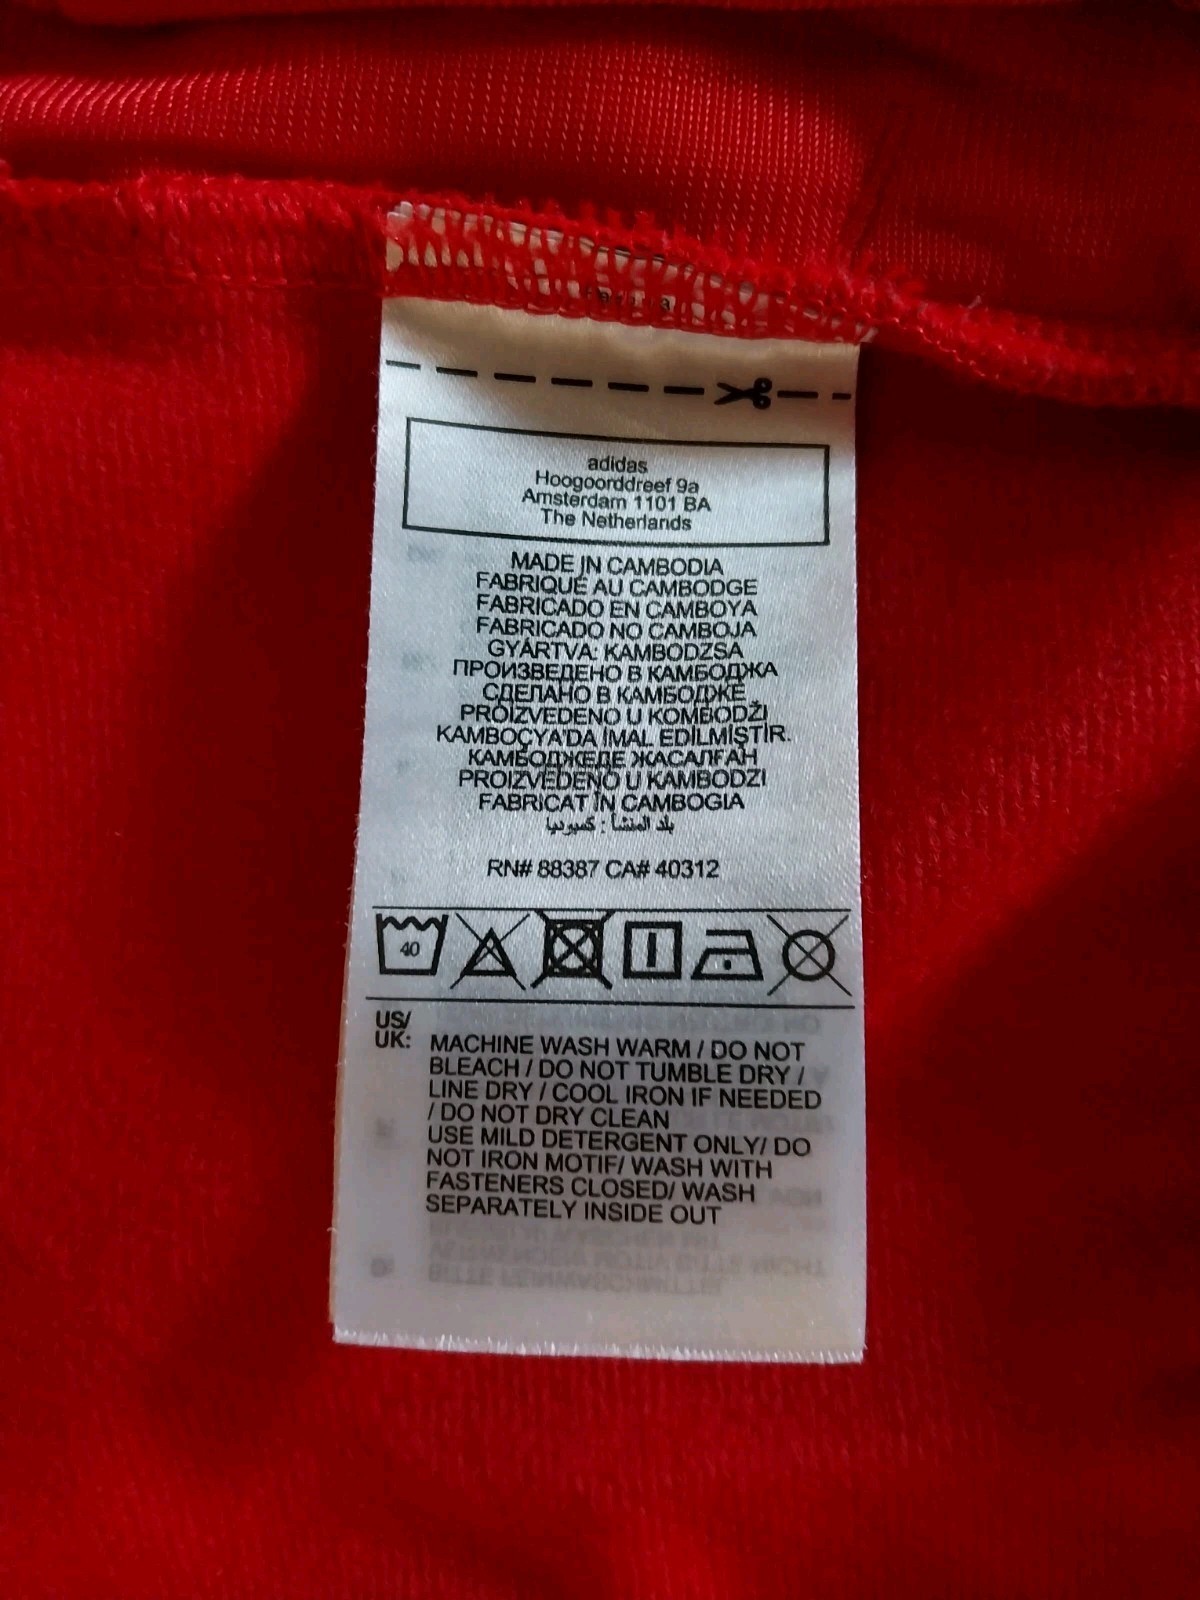 adidas
Hoogoorddreef 9a
Amsterdam 1101 BA
The Netherlands
MADE IN CAMBODIA
FABRIQUÉ AU CAMBODGE
FABRICADO EN CAMBOYA
FABRICADO NO CAMBOJA
GYÁRTVA: KAMBODZSA
ПРОИЗВЕДЕНО В КАМБОДЖА
СДЕЛАНО В КАМБОДЖЕ
PROIZVEDENO U KOMBODŽI
KAMBOÇYA'DA İMAL EDİLMİŞTİR.
КАМБОДЖЕДЕ ЖАСАЛҒАН
PROIZVEDENO U KAMBODZI
FABRICAT ÎN CAMBOGIA
بلد المنشأ : كمبوديا
RN# 88387 CA# 40312
40
US/
UK: MACHINE WASH WARM / DO NOT
BLEACH / DO NOT TUMBLE DRY /
LINE DRY / COOL IRON IF NEEDED
/ DO NOT DRY CLEAN
USE MILD DETERGENT ONLY/ DO
NOT IRON MOTIF/ WASH WITH
FASTENERS CLOSED/ WASH
SEPARATELY INSIDE OUT